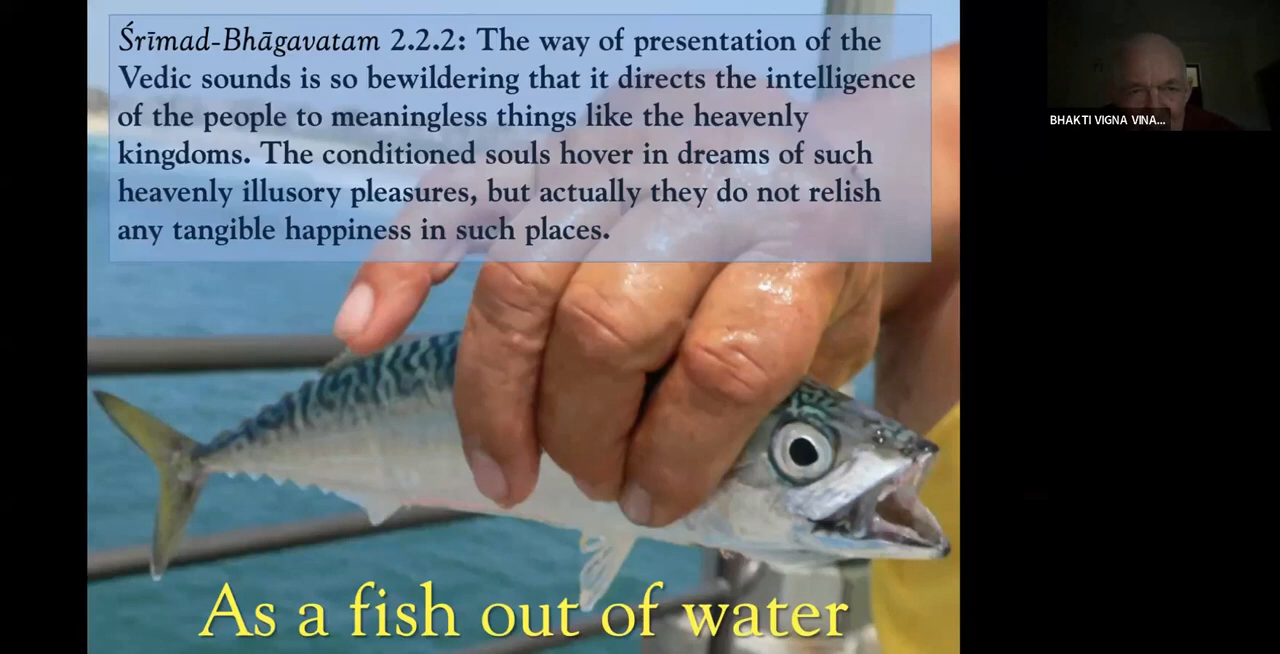 Śrīmad-Bhāgavatam 2.2.2: The way of presentation of the
Vedic sounds is so bewildering that it directs the intelligence
of the people to meaningless things like the heavenly
kingdoms. The conditioned souls hover in dreams of such
heavenly illusory pleasures, but actually they do not relish
any tangible happiness in such places.
BHAKTI VIGNA VINA...
As a fish out of water